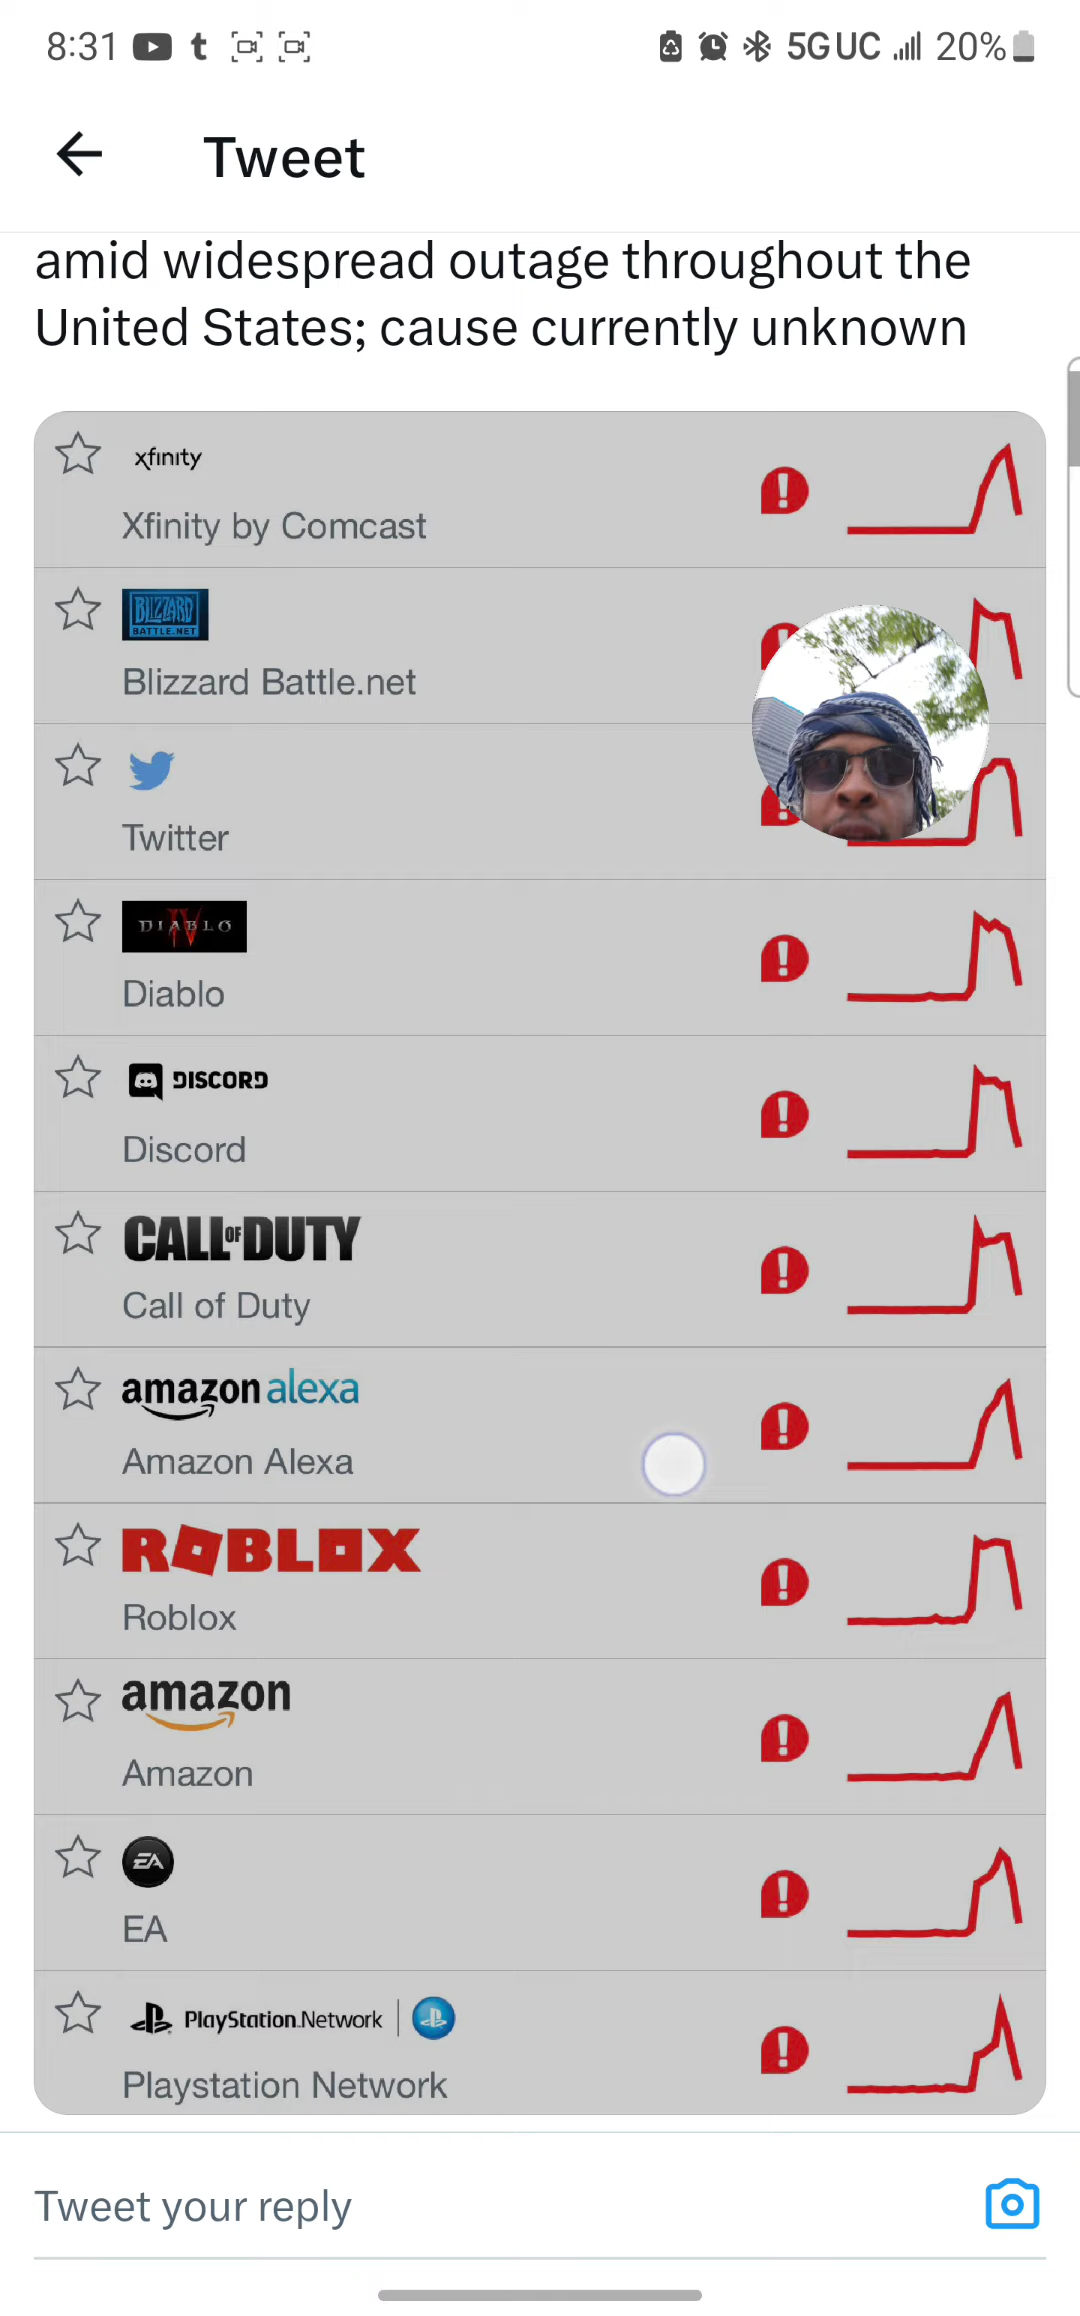 8:31 t 5G UC 20%
Tweet
amid widespread outage throughout the
United States; cause currently unknown
xfinity
Xfinity by Comcast
BLIZZARD
BATTLE.NET
Blizzard Battle.net
Twitter
DIABLO
IV
Diablo
DISCORD
Discord
CALL OF DUTY
Call of Duty
amazon alexa
Amazon Alexa
ROBLOX
Roblox
amazon
Amazon
EA
EA
PlayStation.Network
Playstation Network
Tweet your reply